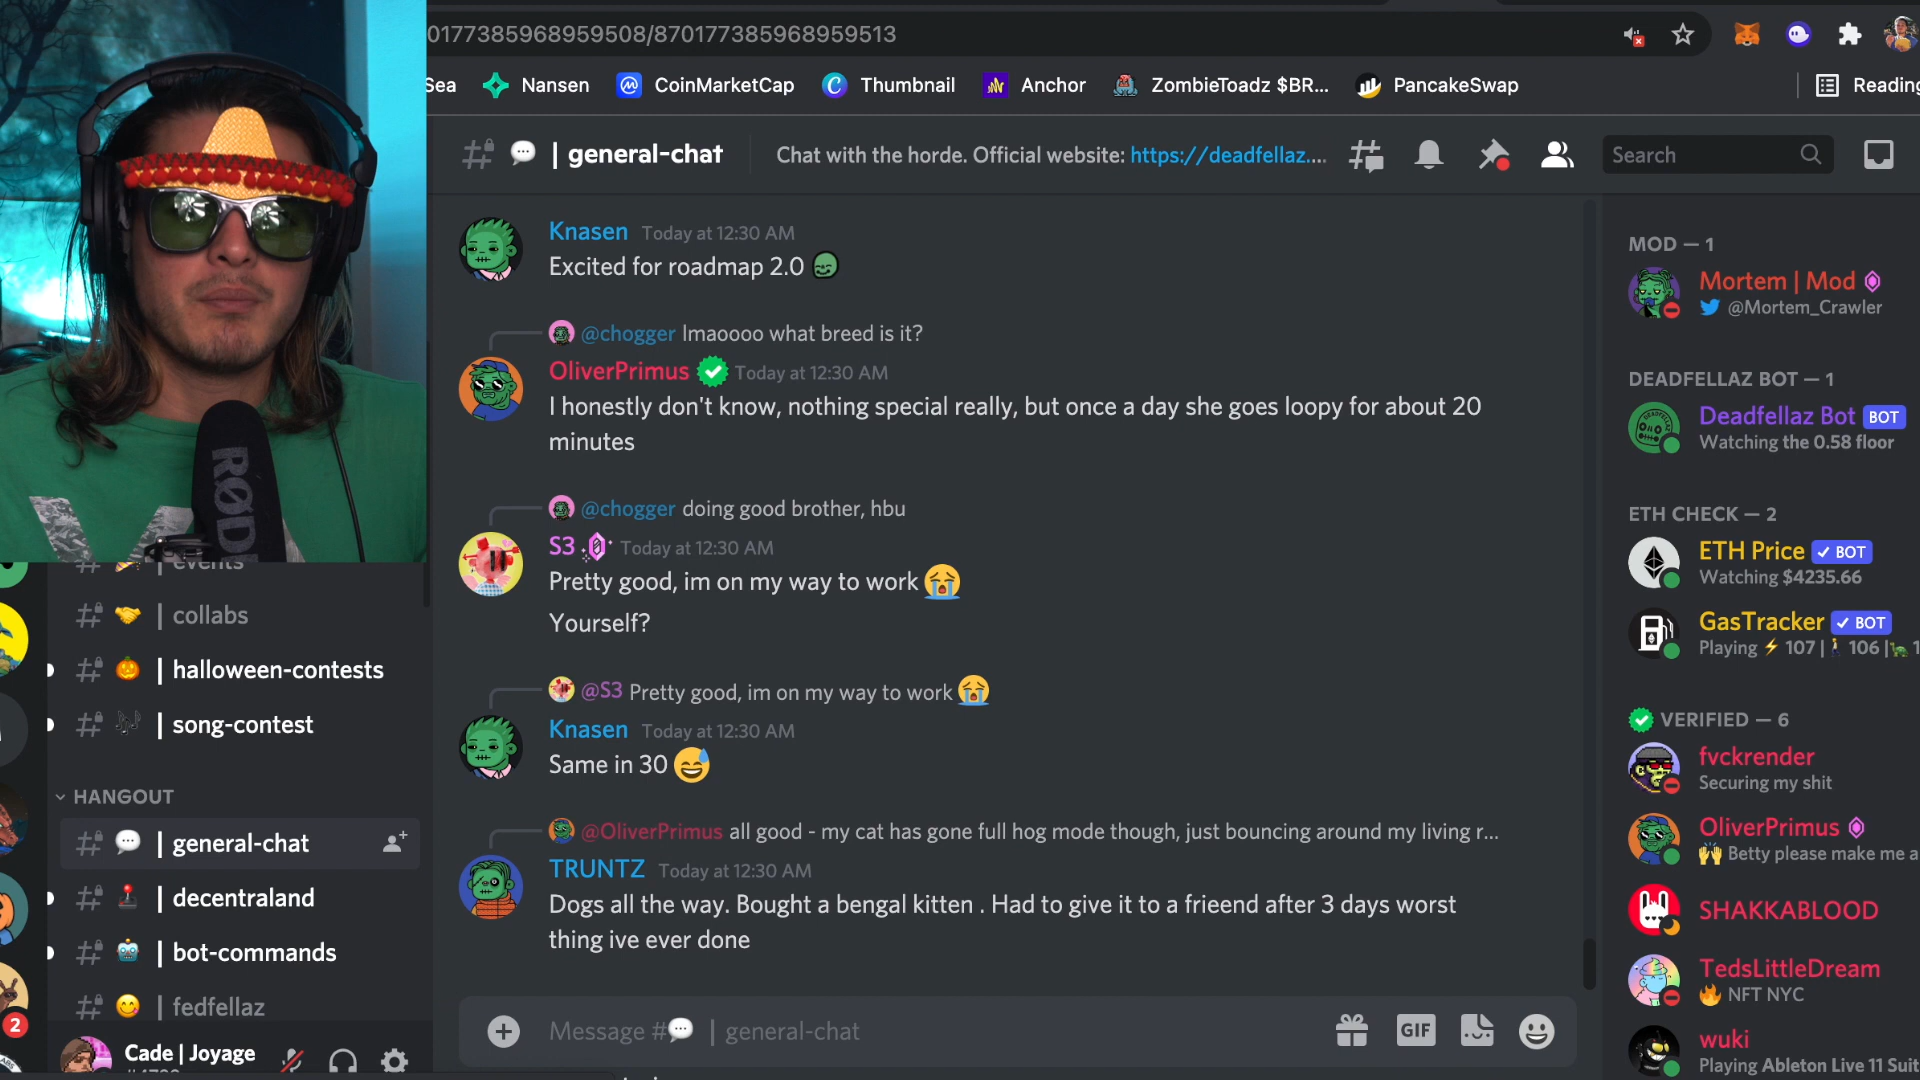 0177385968959508/870177385968959513
Sea Nansen CoinMarketCap Thumbnail Anchor ZombieToadz $BR... PancakeSwap Reading
| general-chat Chat with the horde. Official website: https://deadfellaz.... Search
Knasen Today at 12:30 AM
Excited for roadmap 2.0
@chogger lmaoooo what breed is it?
OliverPrimus Today at 12:30 AM
I honestly don't know, nothing special really, but once a day she goes loopy for about 20
minutes
@chogger doing good brother, hbu
S3 Today at 12:30 AM
Pretty good, im on my way to work
Yourself?
@S3 Pretty good, im on my way to work
Knasen Today at 12:30 AM
Same in 30
@OliverPrimus all good - my cat has gone full hog mode though, just bouncing around my living r...
TRUNTZ Today at 12:30 AM
Dogs all the way. Bought a bengal kitten . Had to give it to a frieend after 3 days worst
thing ive ever done
Message # | general-chat GIF
MOD — 1
Mortem | Mod
@Mortem_Crawler
DEADFELLAZ BOT — 1
Deadfellaz Bot BOT
Watching the 0.58 floor
ETH CHECK — 2
ETH Price BOT
Watching $4235.66
GasTracker BOT
Playing 107 | 106 |
VERIFIED — 6
fvckrender
Securing my shit
OliverPrimus
Betty please make me a
SHAKKABLOOD
TedsLittleDream
NFT NYC
wuki
Playing Ableton Live 11 Suit
RØDE
| events
| collabs
| halloween-contests
| song-contest
HANGOUT
| general-chat
| decentraland
| bot-commands
| fedfellaz
2
Cade | Joyage